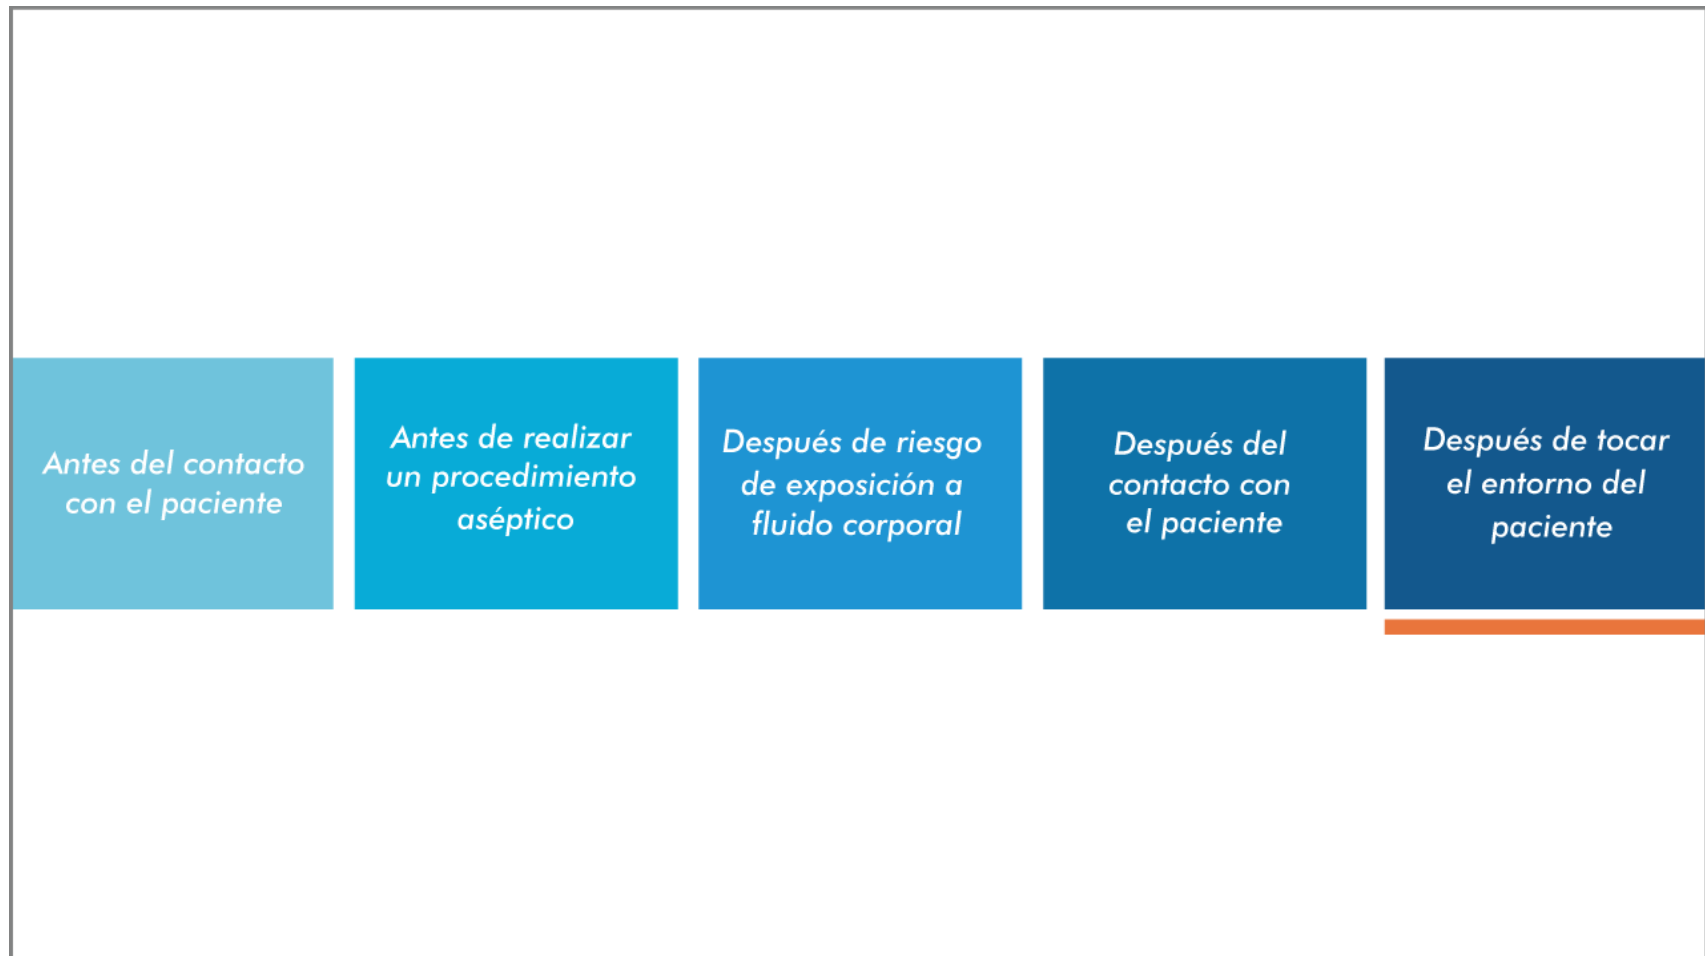 Antes del contacto
con el paciente
Antes de realizar
un procedimiento
aséptico
Después de riesgo
de exposición a
fluido corporal
Después del
contacto con
el paciente
Después de tocar
el entorno del
paciente